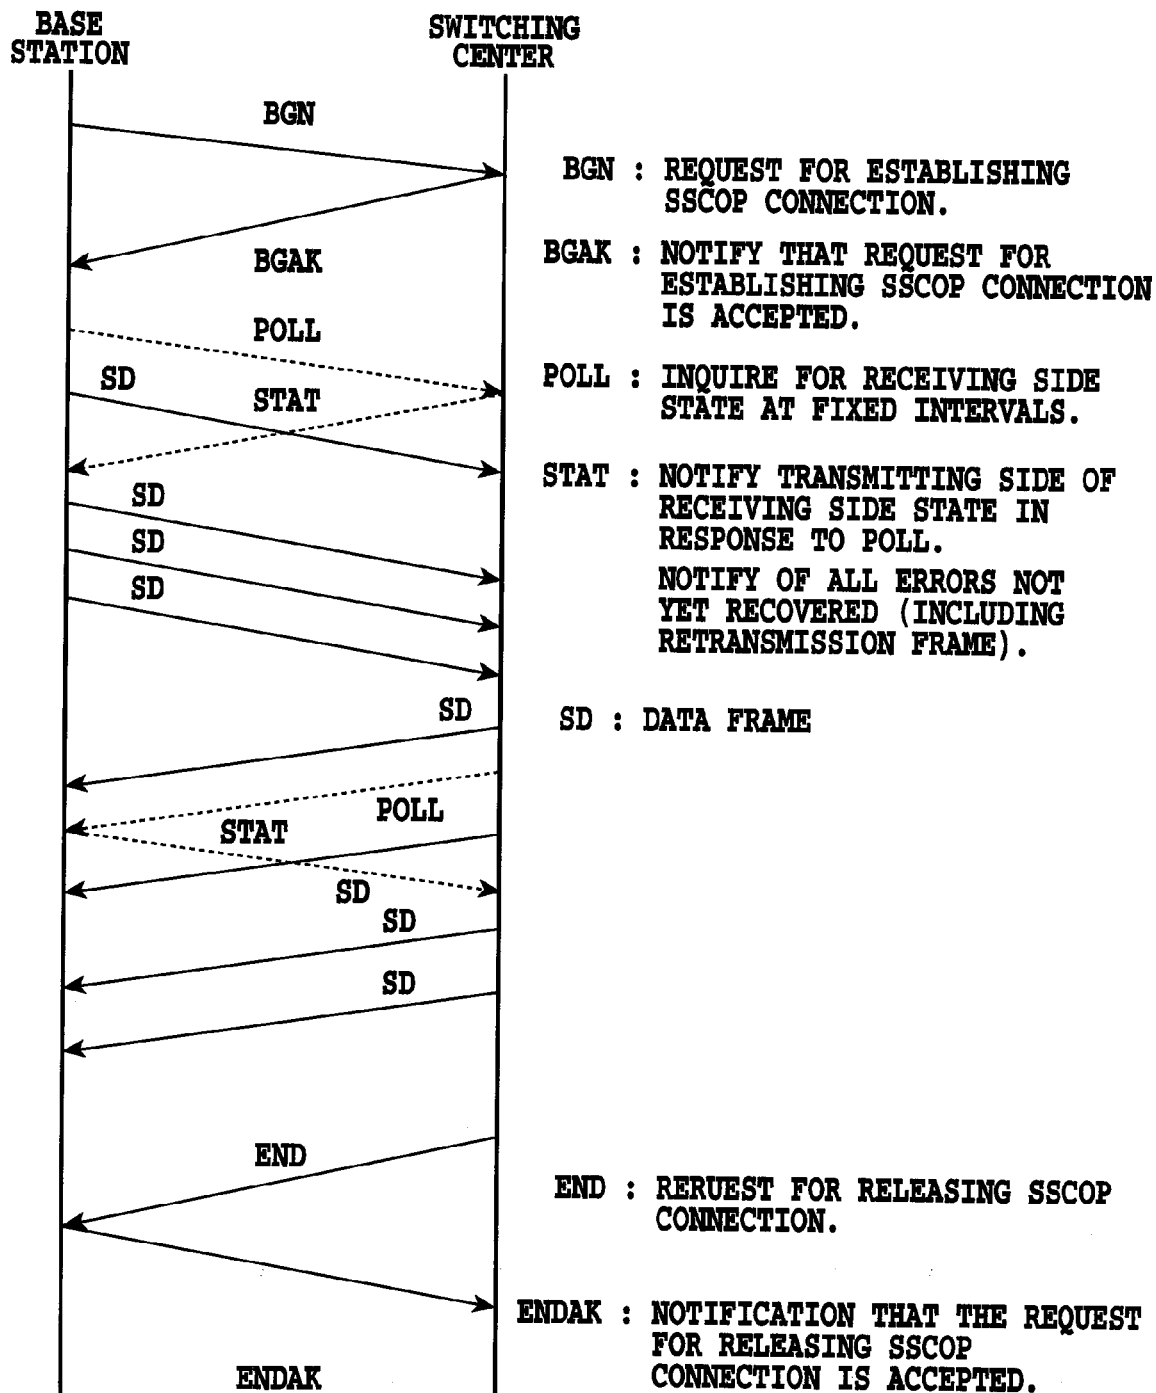 BASE
STATION
SWITCHING
CENTER
BGN
BGN : REQUEST FOR ESTABLISHING
SSCOP CONNECTION.
BGAK
BGAK : NOTIFY THAT REQUEST FOR
ESTABLISHING SSCOP CONNECTION
IS ACCEPTED.
POLL
SD
STAT
POLL : INQUIRE FOR RECEIVING SIDE
STATE AT FIXED INTERVALS.
STAT : NOTIFY TRANSMITTING SIDE OF
RECEIVING SIDE STATE IN
RESPONSE TO POLL.
NOTIFY OF ALL ERRORS NOT
YET RECOVERED (INCLUDING
RETRANSMISSION FRAME).
SD
SD
SD
SD
SD : DATA FRAME
POLL
STAT
SD
SD
SD
END
END : RERUEST FOR RELEASING SSCOP
CONNECTION.
ENDAK : NOTIFICATION THAT THE REQUEST
FOR RELEASING SSCOP
CONNECTION IS ACCEPTED.
ENDAK